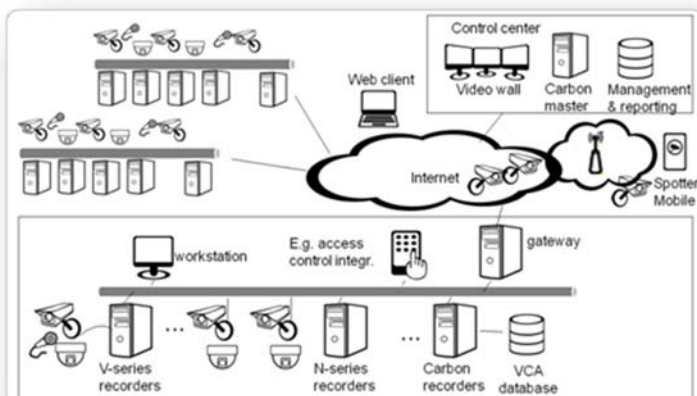 Control center
Video wall
Carbon
master
Management
& reporting
Web client
Internet
Spotter
Mobile
workstation
E.g. access
control integr.
gateway
V-series
recorders
...
N-series
recorders
...
Carbon
recorders
VCA
database